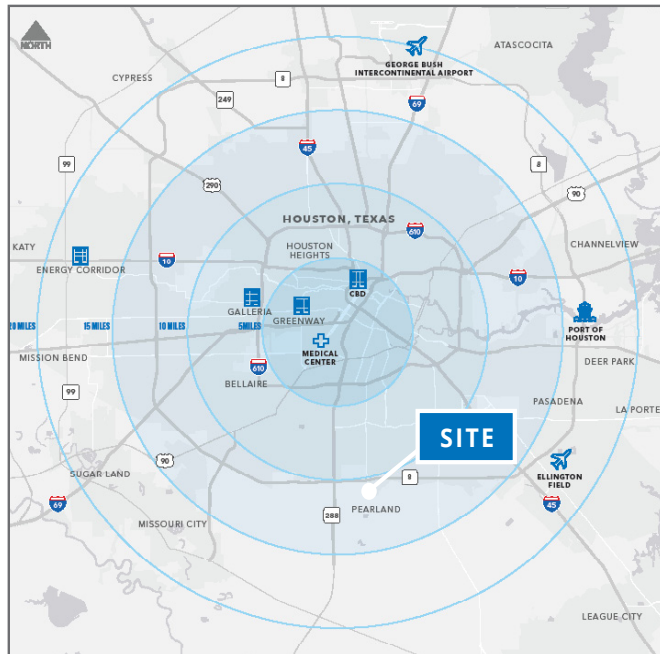 NORTH
GEORGE BUSH
INTERCONTINENTAL AIRPORT
ATASCOCITA
CYPRESS
8
249
69
45
99
8
290
90
HOUSTON, TEXAS
610
HOUSTON
HEIGHTS
KATY
CHANNELVIEW
ENERGY CORRIDOR
10
10
CBD
GALLERIA
GREENWAY
20 MILES
15 MILES
10 MILES
5MILES
PORT OF
HOUSTON
MEDICAL
CENTER
MISSION BEND
610
DEER PARK
BELLAIRE
99
PASADENA
LA PORTE
SITE
90
SUGAR LAND
8
ELLINGTON
FIELD
69
45
PEARLAND
288
MISSOURI CITY
LEAGUE CITY